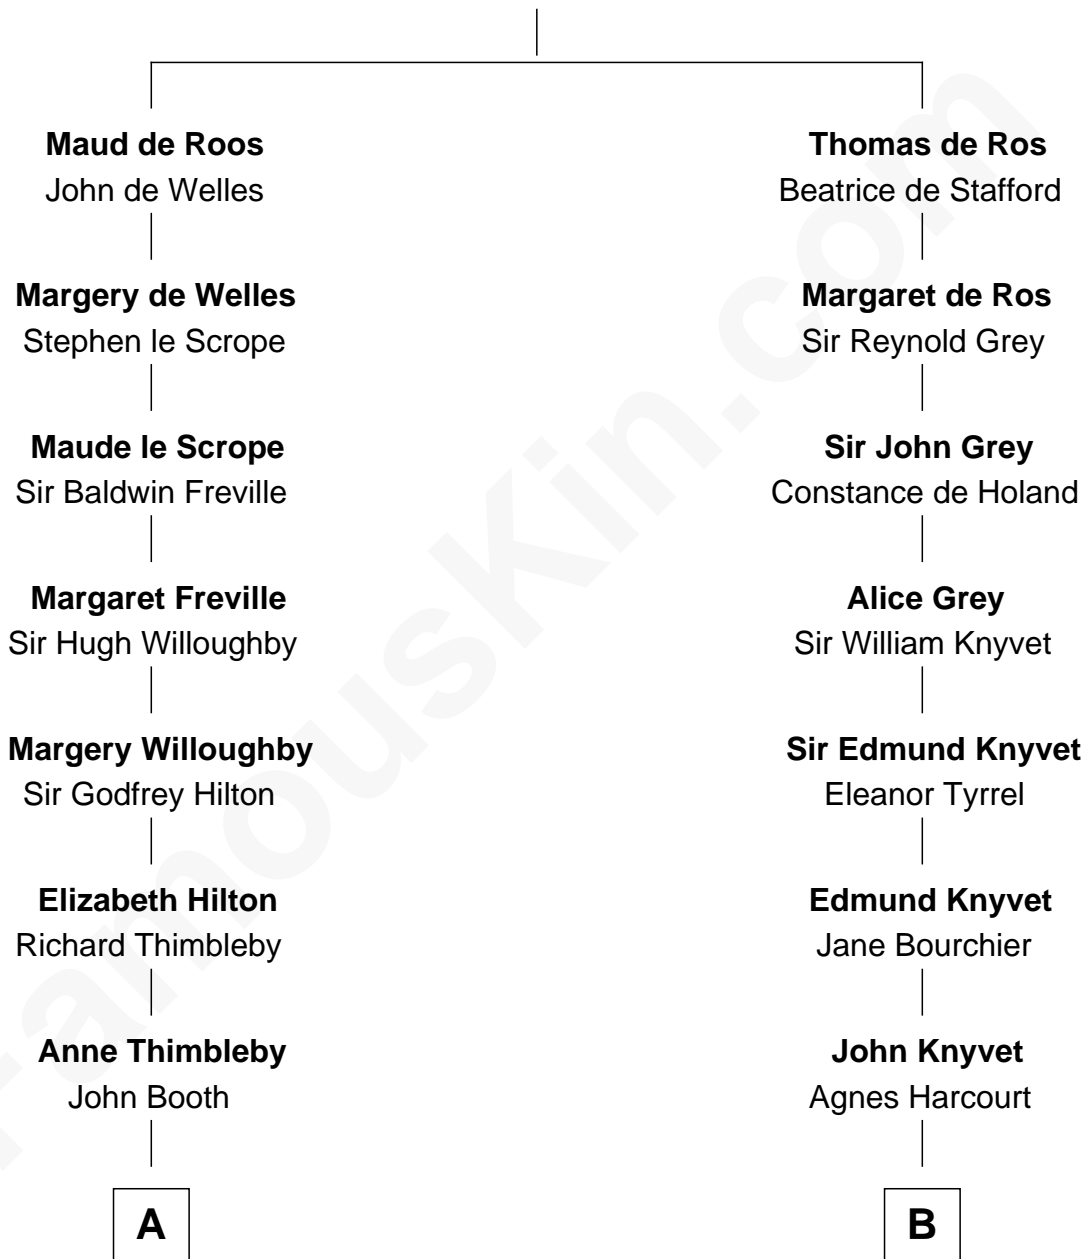 Maud de Roos
John de Welles
Margery de Welles
Stephen le Scrope
Maude le Scrope
Sir Baldwin Freville
Margaret Freville
Sir Hugh Willoughby
Margery Willoughby
Sir Godfrey Hilton
Elizabeth Hilton
Richard Thimbleby
Anne Thimbleby
John Booth
A
Thomas de Ros
Beatrice de Stafford
Margaret de Ros
Sir Reynold Grey
Sir John Grey
Constance de Holand
Alice Grey
Sir William Knyvet
Sir Edmund Knyvet
Eleanor Tyrrel
Edmund Knyvet
Jane Bourchier
John Knyvet
Agnes Harcourt
B
FamousKin.com